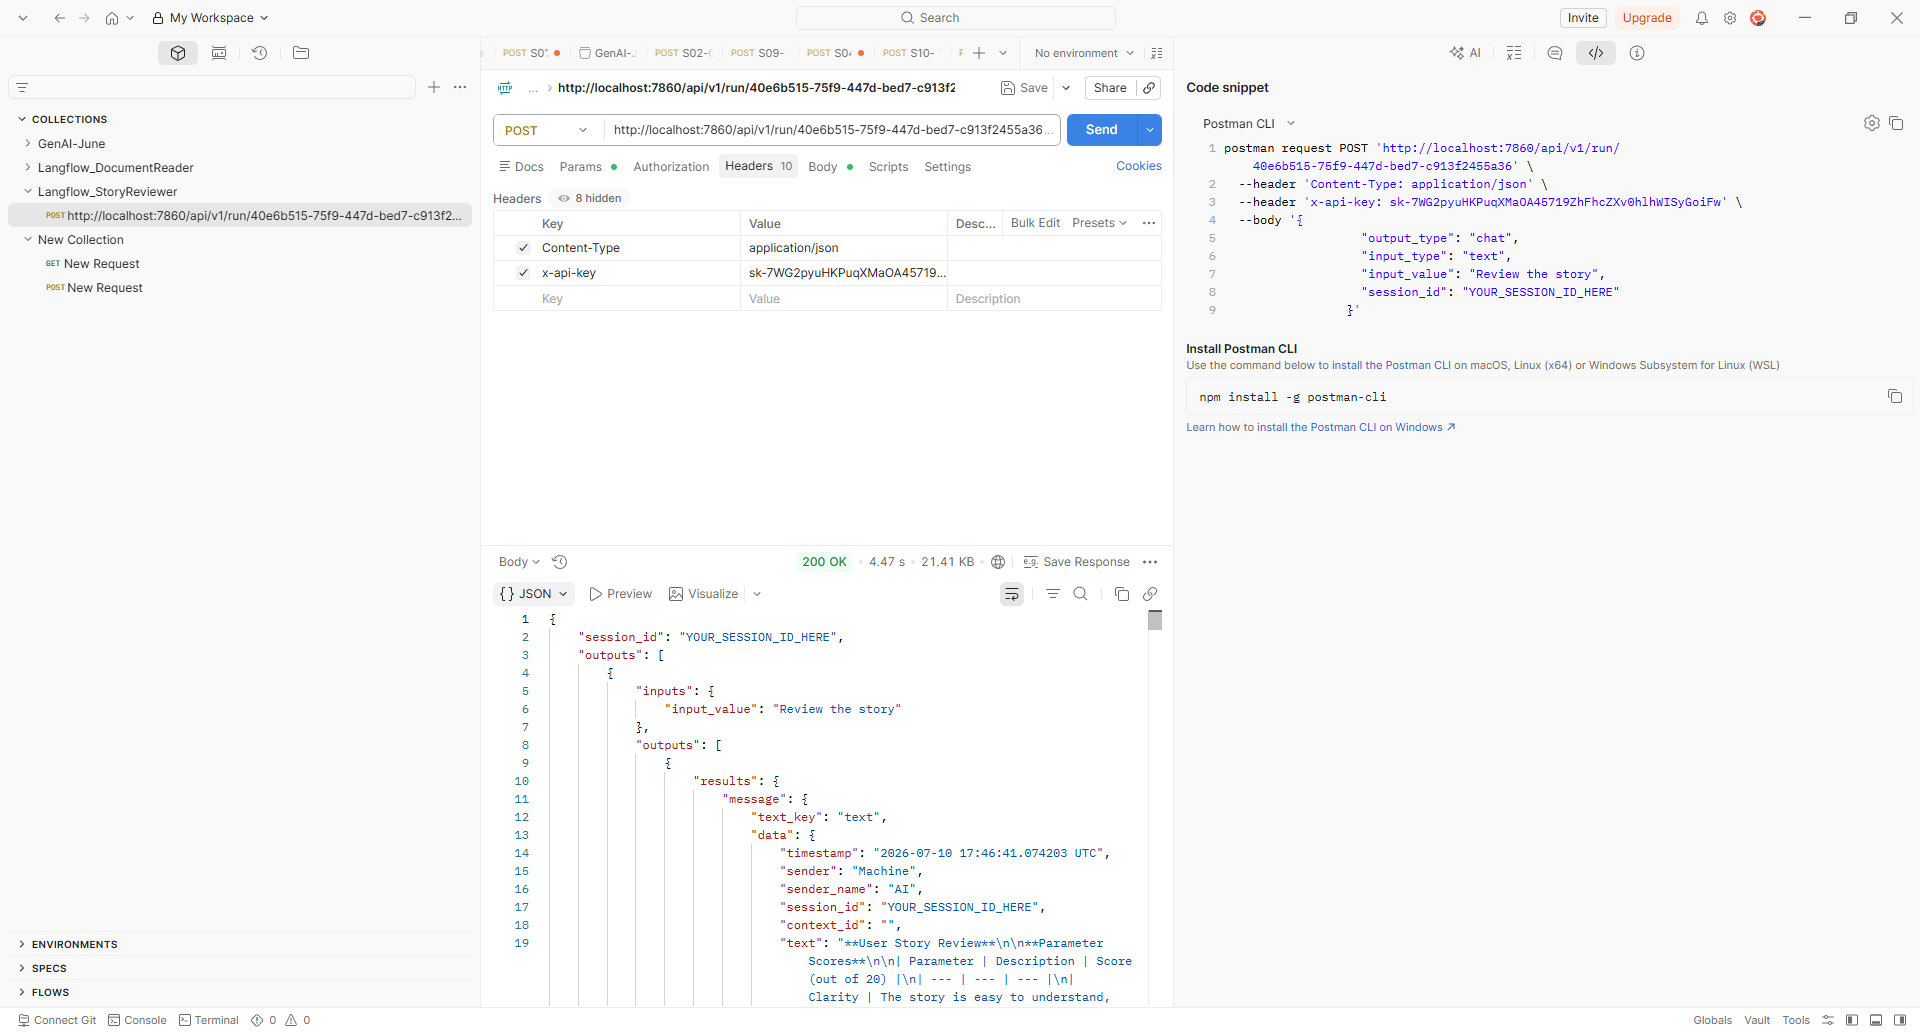 My Workspace
Search
Invite
Upgrade
POST S01
GenAI-J
POST S02-
POST S09-
POST S04
POST S10-
No environment
AI
... > http://localhost:7860/api/v1/run/40e6b515-75f9-447d-bed7-c913f2
Save
Share
Code snippet
COLLECTIONS
GenAI-June
Langflow_DocumentReader
Langflow_StoryReviewer
POST http://localhost:7860/api/v1/run/40e6b515-75f9-447d-bed7-c913f2...
New Collection
GET New Request
POST New Request
ENVIRONMENTS
SPECS
FLOWS
POST
http://localhost:7860/api/v1/run/40e6b515-75f9-447d-bed7-c913f2455a36...
Send
Docs Params Authorization Headers 10 Body Scripts Settings Cookies
Headers 8 hidden
Key Value Desc... Bulk Edit Presets
Content-Type application/json
x-api-key sk-7WG2pyuHKPuqXMaOA45719...
Key Value Description
Body 200 OK 4.47 s 21.41 KB e.g. Save Response
{} JSON Preview Visualize
1 {
2 "session_id": "YOUR_SESSION_ID_HERE",
3 "outputs": [
4 {
5 "inputs": {
6 "input_value": "Review the story"
7 },
8 "outputs": [
9 {
10 "results": {
11 "message": {
12 "text_key": "text",
13 "data": {
14 "timestamp": "2026-07-10 17:46:41.074203 UTC",
15 "sender": "Machine",
16 "sender_name": "AI",
17 "session_id": "YOUR_SESSION_ID_HERE",
18 "context_id": "",
19 "text": "**User Story Review**\n\n**Parameter
Scores**\n\n| Parameter | Description | Score
(out of 20) |\n| --- | --- | --- |\n|
Clarity | The story is easy to understand,
Postman CLI
1 postman request POST 'http://localhost:7860/api/v1/run/
40e6b515-75f9-447d-bed7-c913f2455a36' \
2 --header 'Content-Type: application/json' \
3 --header 'x-api-key: sk-7WG2pyuHKPuqXMaOA45719ZhFhcZXv0hlhWISyGoiFw' \
4 --body '{
5 "output_type": "chat",
6 "input_type": "text",
7 "input_value": "Review the story",
8 "session_id": "YOUR_SESSION_ID_HERE"
9 }'
Install Postman CLI
Use the command below to install the Postman CLI on macOS, Linux (x64) or Windows Subsystem for Linux (WSL)
npm install -g postman-cli
Learn how to install the Postman CLI on Windows
Connect Git Console Terminal 0 0
Globals Vault Tools